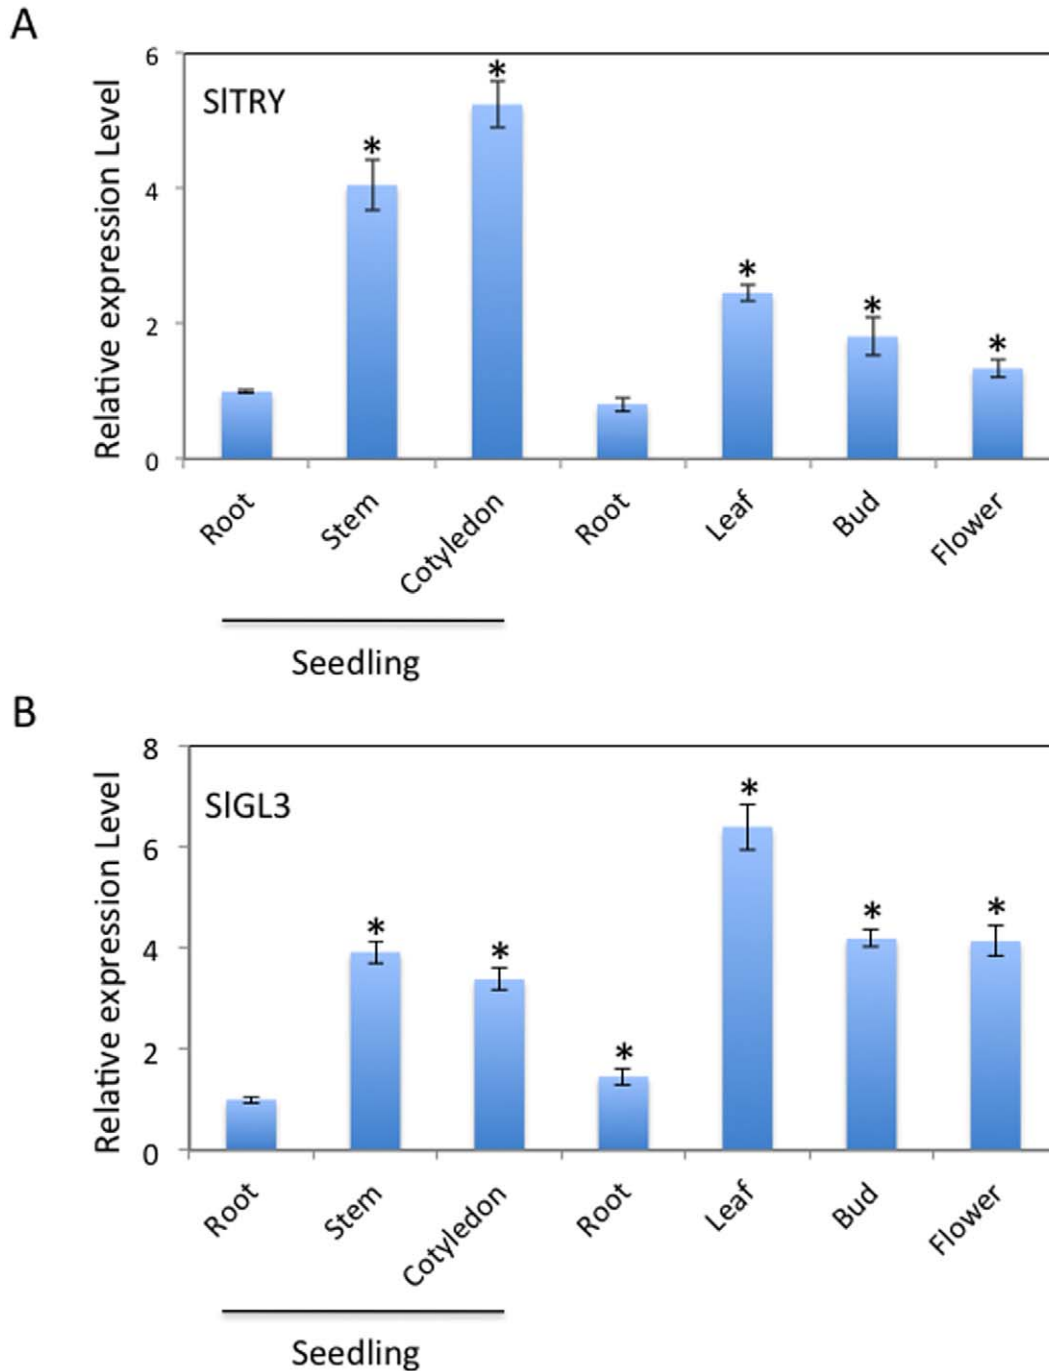 A
Relative expression Level
6
4
2
0
SlTRY
*
*
*
*
*
Root
Stem
Cotyledon
Root
Leaf
Bud
Flower
Seedling
B
Relative expression Level
8
6
4
2
0
SlGL3
*
*
*
*
*
*
Root
Stem
Cotyledon
Root
Leaf
Bud
Flower
Seedling